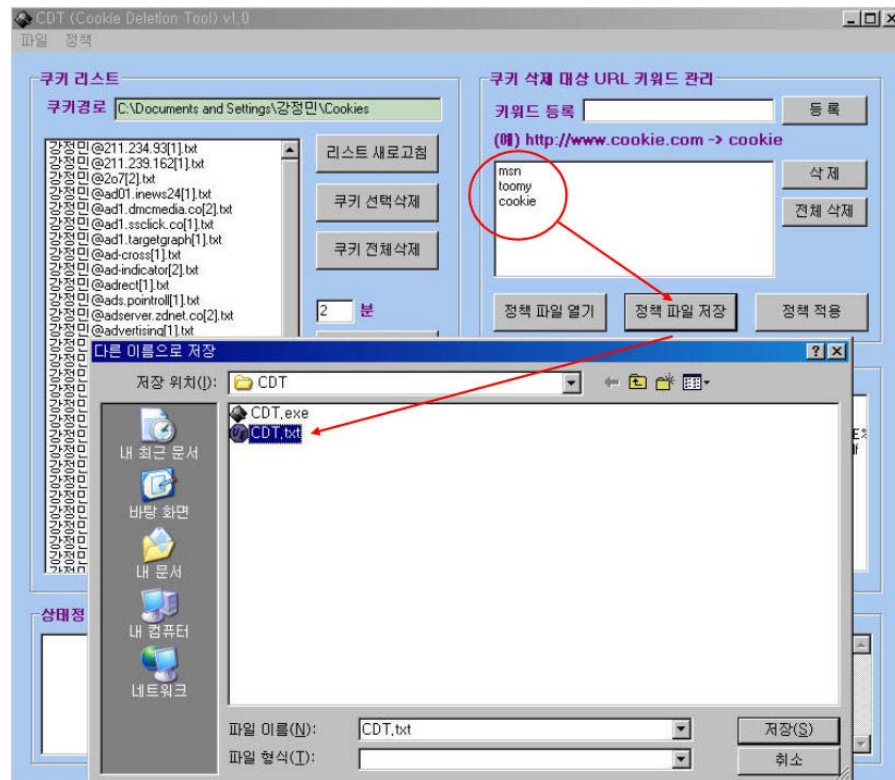 CDT (Cookie Deletion Tool) v1.0
파일 정책
쿠키 리스트
쿠키경로 C:\Documents and Settings\강정민\Cookies
강정민@211.234.93[1].txt
강정민@211.239.162[1].txt
강정민@2o7[2].txt
강정민@ad01.inews24[1].txt
강정민@ad1.dmcmedia.co[2].txt
강정민@ad1.ssclick.co[1].txt
강정민@ad1.targetgraph[1].txt
강정민@ad-cross[1].txt
강정민@ad-indicator[2].txt
강정민@adrect[1].txt
강정민@ads.pointroll[1].txt
강정민@adserver.zdnet.co[2].txt
강정민@advertising[1].txt
리스트 새로고침
쿠키 선택삭제
쿠키 전체삭제
2 분
쿠키 삭제 대상 URL 키워드 관리
키워드 등록
등 록
(예) http://www.cookie.com -> cookie
msn
toomy
cookie
삭 제
전체 삭제
정책 파일 열기
정책 파일 저장
정책 적용
상태정
다른 이름으로 저장
저장 위치(I): CDT
CDT.exe
CDT.txt
내 최근 문서
바탕 화면
내 문서
내 컴퓨터
네트워크
파일 이름(N): CDT.txt
저장(S)
파일 형식(T):
취소